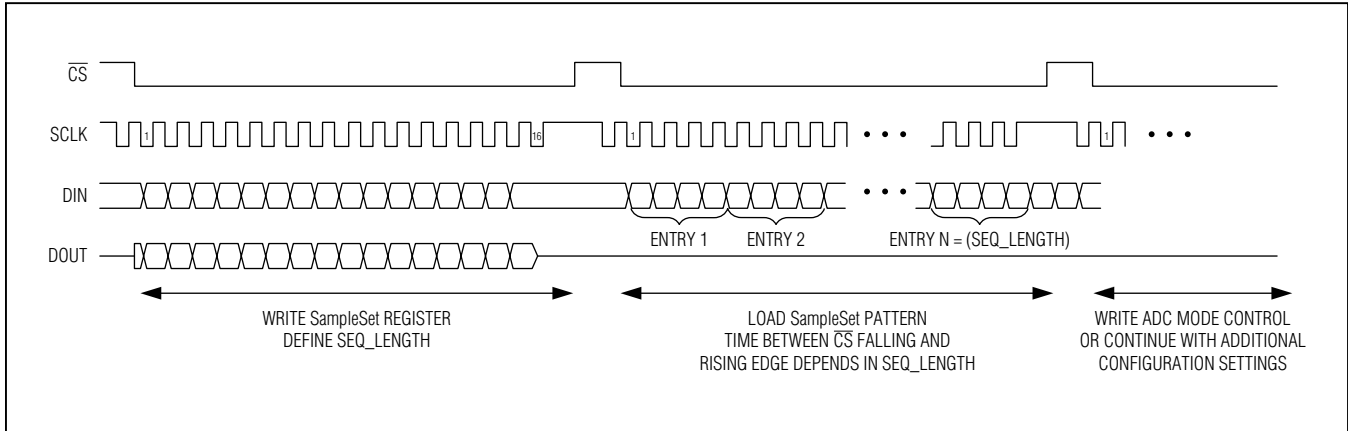 CS
SCLK
1
16
1
1
DIN
ENTRY 1
ENTRY 2
ENTRY N = (SEQ_LENGTH)
DOUT
WRITE SampleSet REGISTER
DEFINE SEQ_LENGTH
LOAD SampleSet PATTERN
TIME BETWEEN CS FALLING AND
RISING EDGE DEPENDS IN SEQ_LENGTH
WRITE ADC MODE CONTROL
OR CONTINUE WITH ADDITIONAL
CONFIGURATION SETTINGS